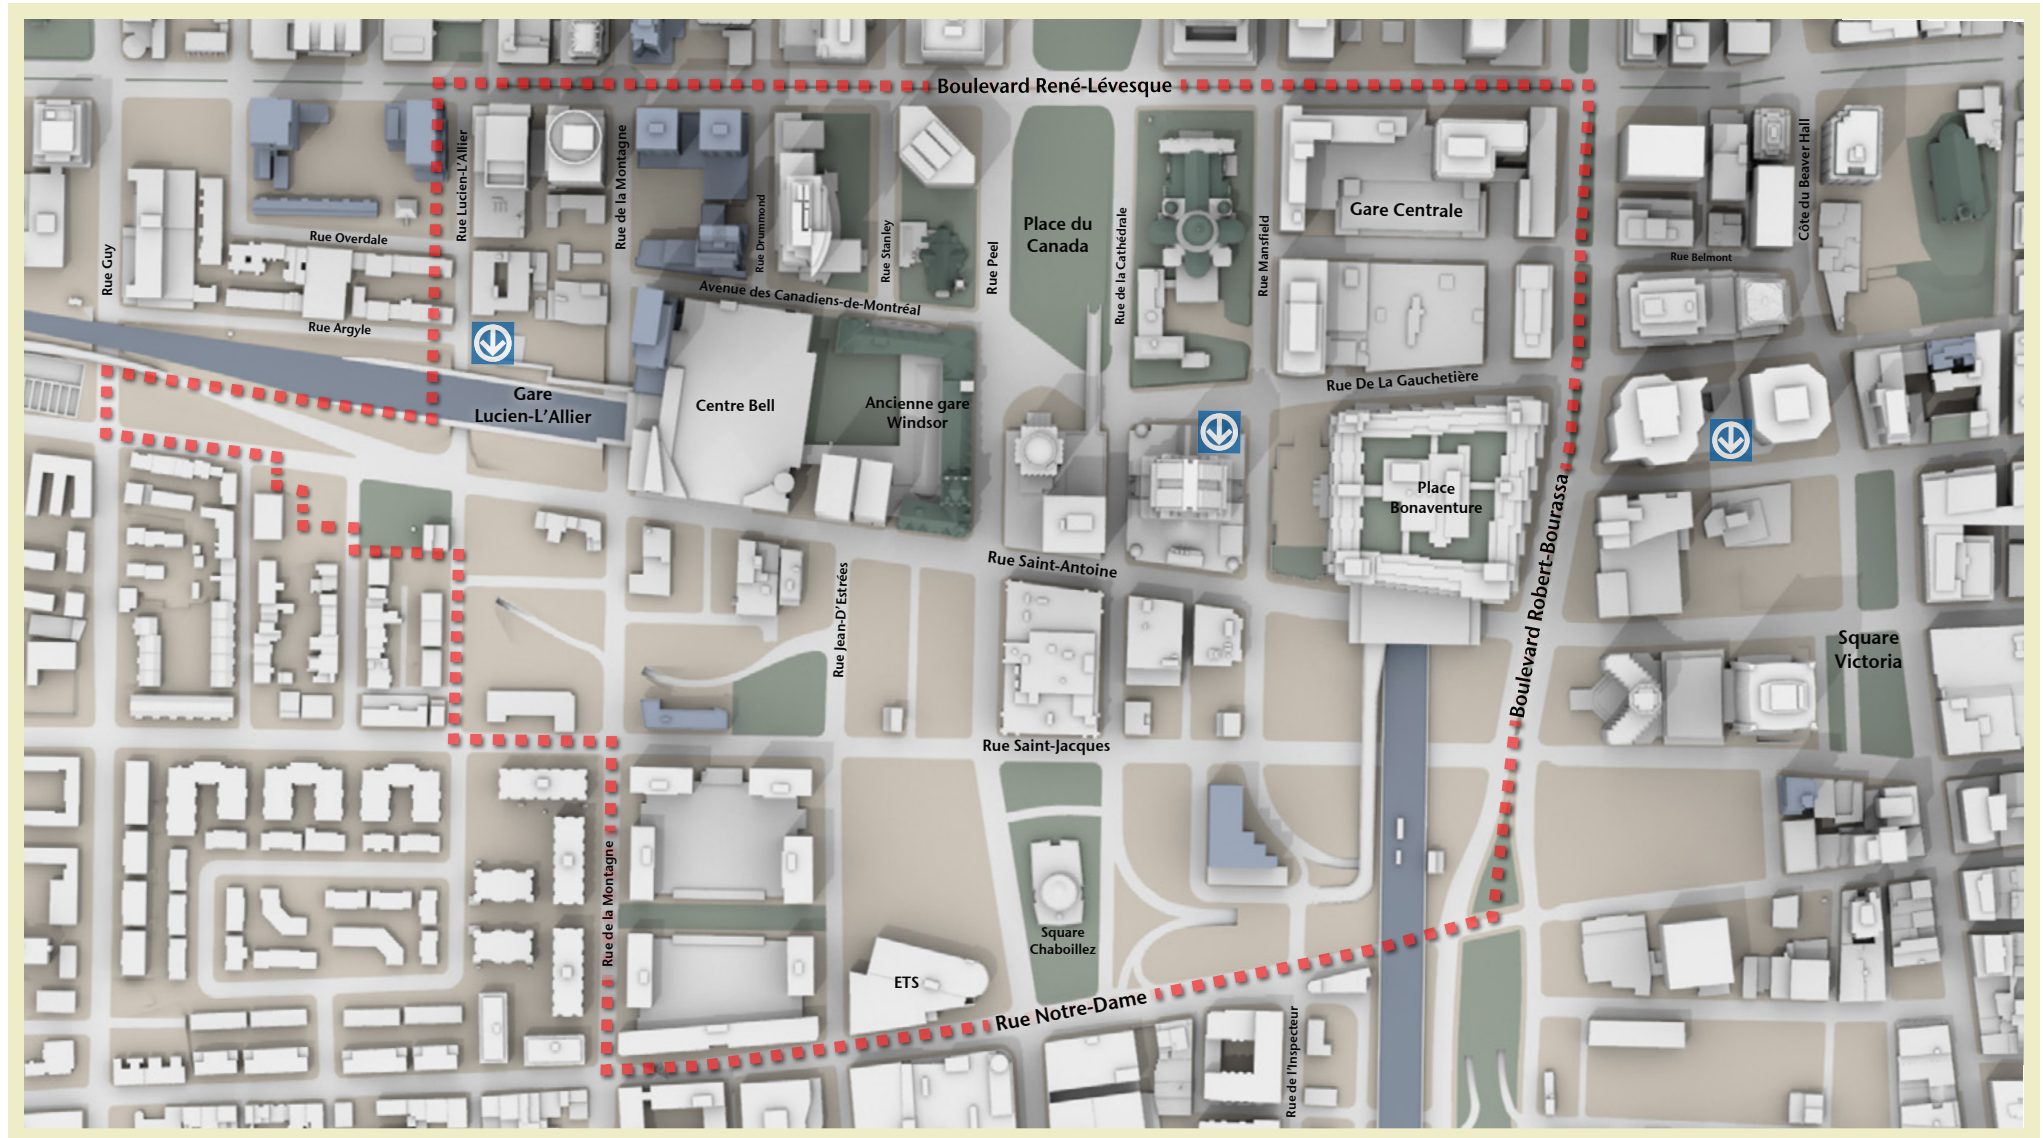 Boulevard René-Lévesque
Rue Guy
Rue Overdale
Rue Argyle
Rue Lucien-L'Allier
Rue de la Montagne
Rue Drummond
Rue Stanley
Rue Peel
Place du
Canada
Rue de la Cathédrale
Rue Mansfield
Gare Centrale
Côte du Beaver Hall
Rue Belmont
Avenue des Canadiens-de-Montréal
Gare
Lucien-L'Allier
Centre Bell
Ancienne gare
Windsor
Rue De La Gauchetière
Place
Bonaventure
Boulevard Robert-Bourassa
Rue Saint-Antoine
Rue Jean-D'Estrées
Square
Victoria
Rue Saint-Jacques
Rue de la Montagne
Square
Chaboillez
ETS
Rue Notre-Dame
Rue de l'Inspecteur